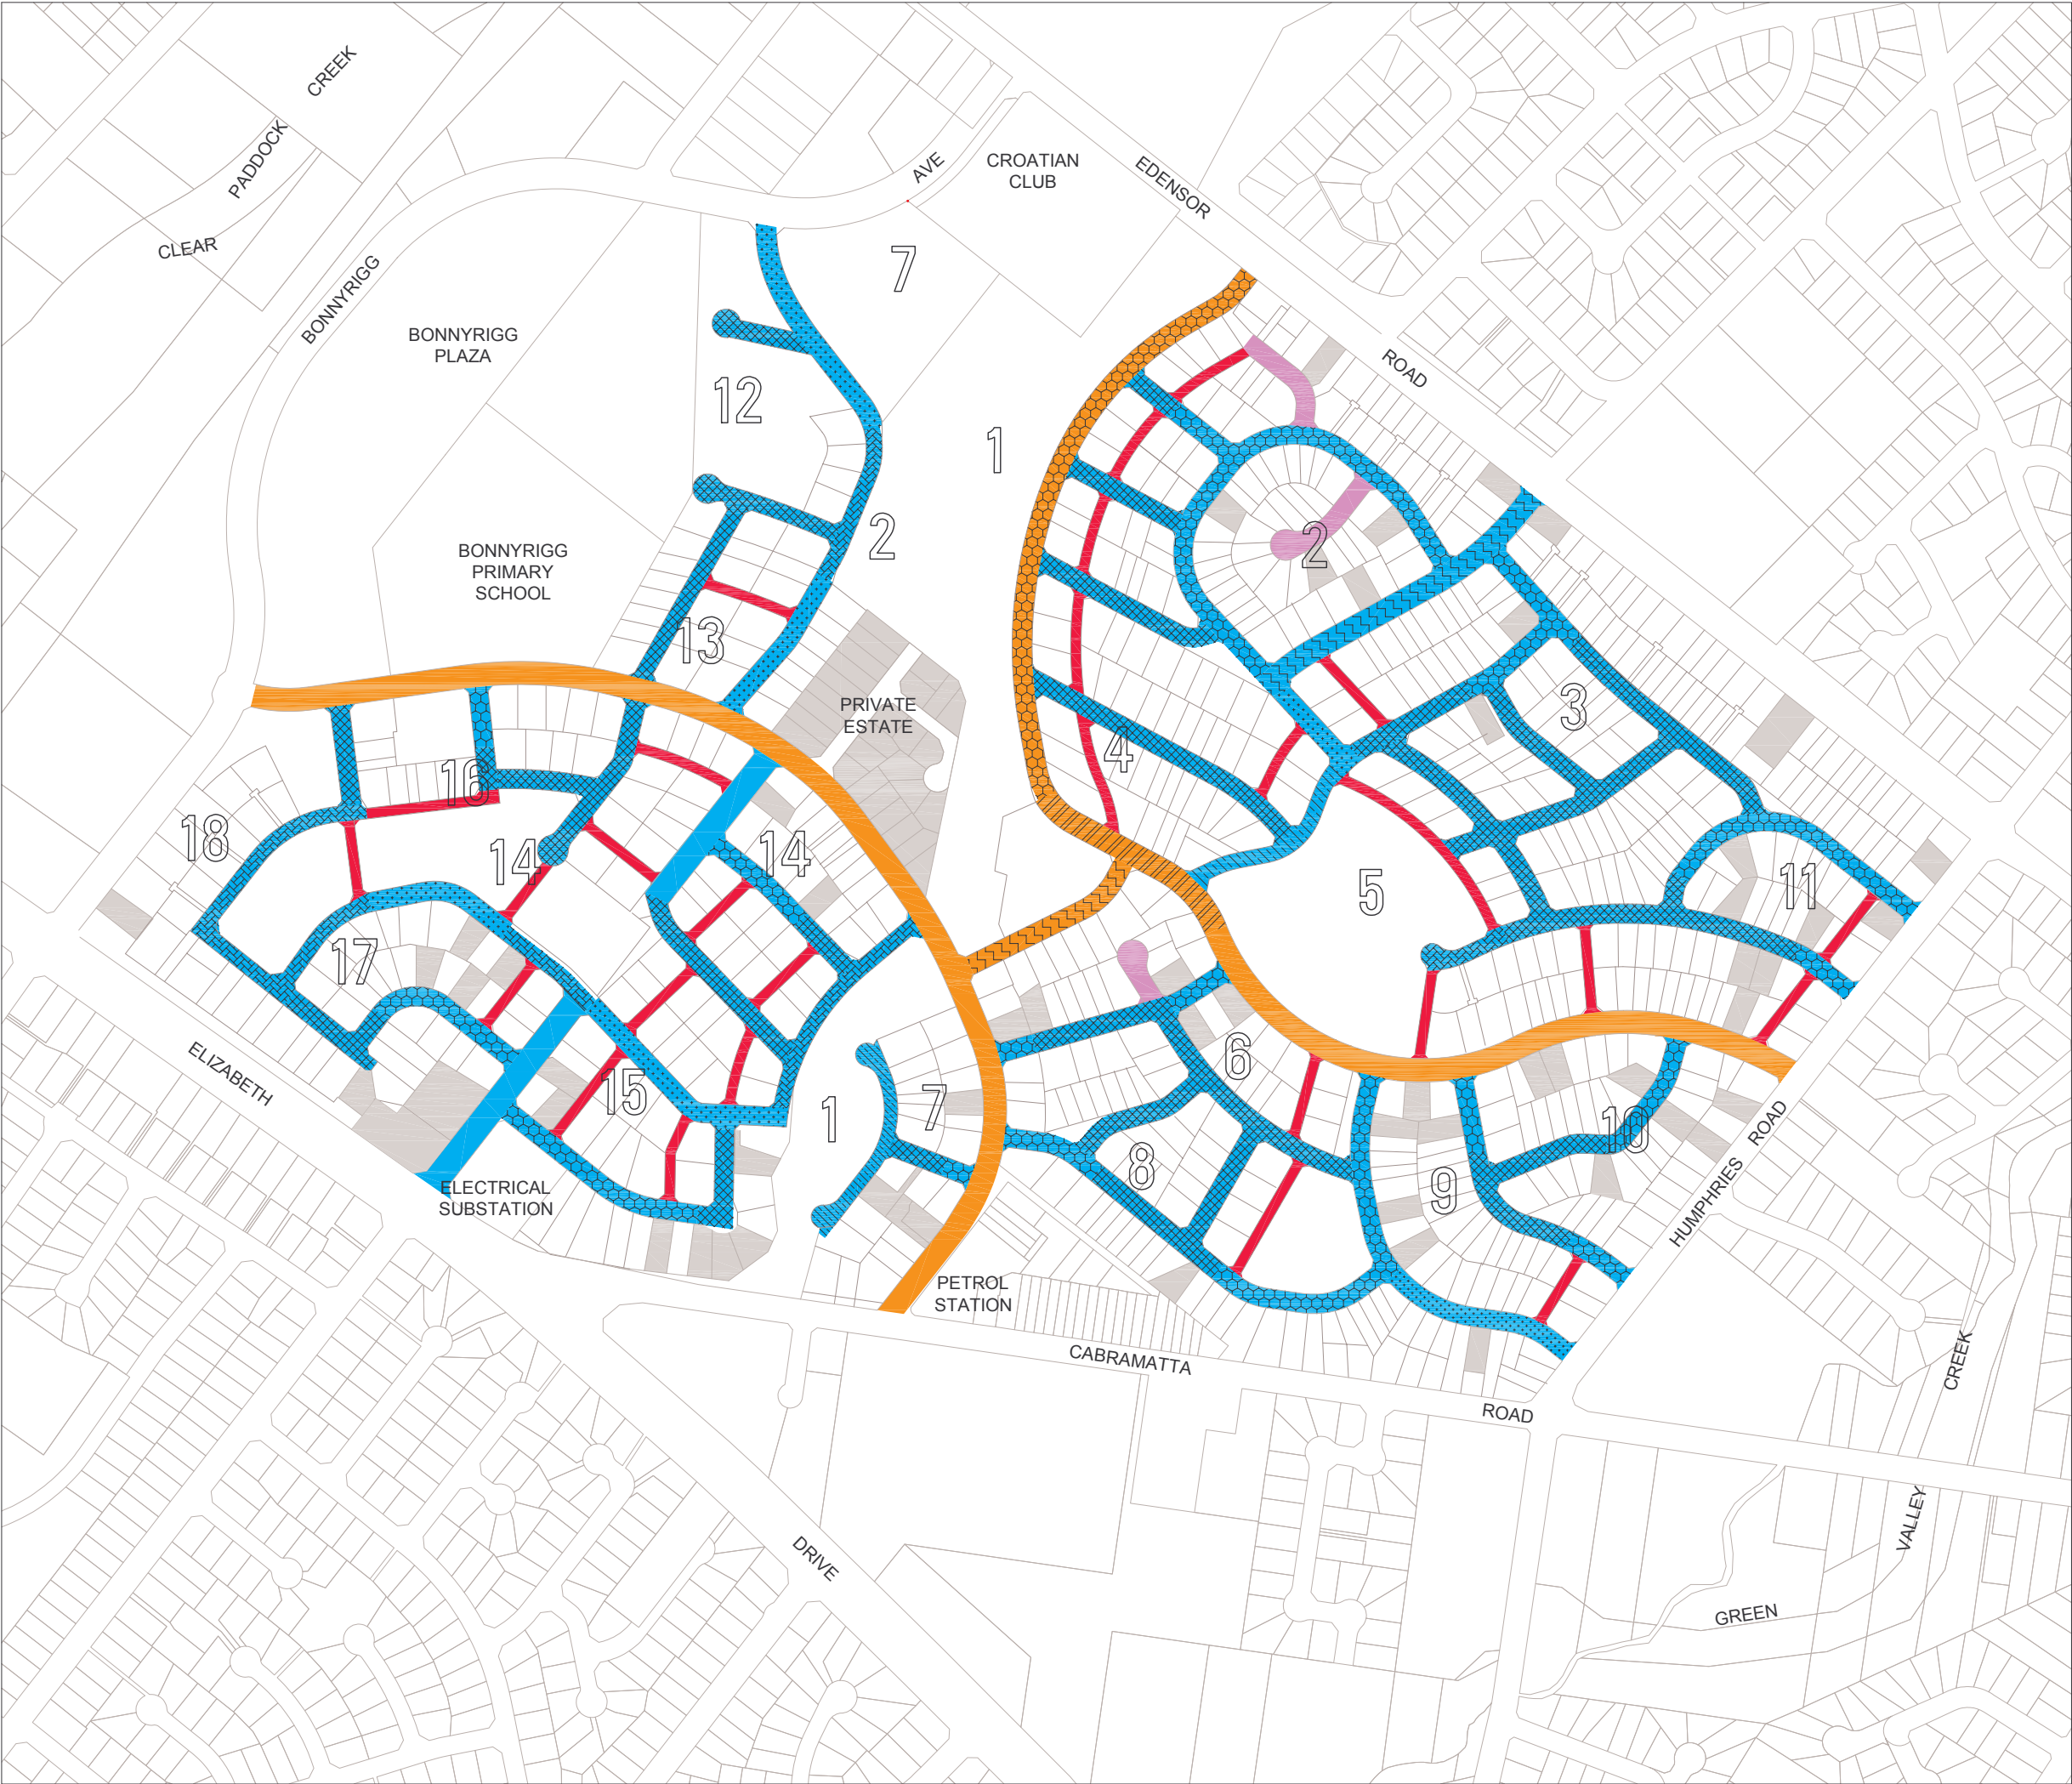 CREEK
PADDOCK
CLEAR
AVE
CROATIAN
CLUB
EDENSOR
BONNYRIGG
7
BONNYRIGG
PLAZA
ROAD
12
1
2
2
BONNYRIGG
PRIMARY
SCHOOL
13
PRIVATE
ESTATE
3
4
16
18
14
14
5
11
17
ELIZABETH
15
1
7
6
8
9
10
HUMPHRIES ROAD
ELECTRICAL
SUBSTATION
PETROL
STATION
CABRAMATTA
ROAD
CREEK
VALLEY
GREEN
DRIVE